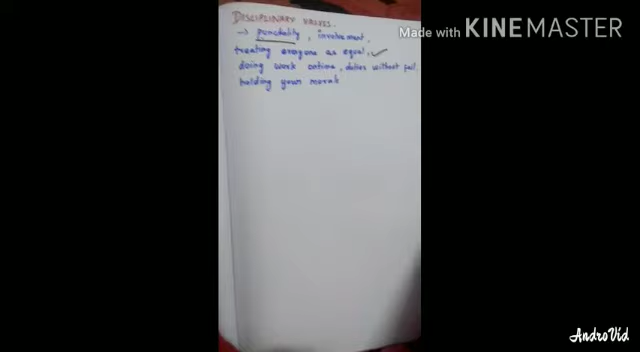 DISCIPLINARY VALUES.
→ punctuality, involvement,
treating everyone as equal, ✓
doing work ontime, duties without fail,
holding your morals
Made with KINEMASTER
AndroVid